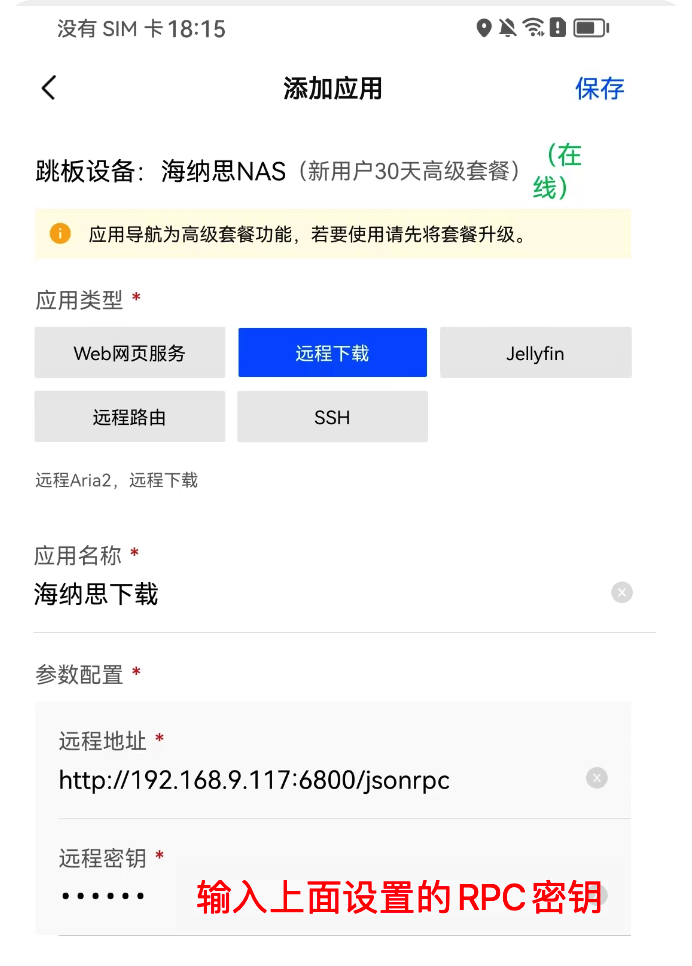 没有 SIM 卡 18:15
添加应用
保存
跳板设备：海纳思NAS（新用户30天高级套餐）
（在
线）
应用导航为高级套餐功能，若要使用请先将套餐升级。
应用类型 *
Web网页服务
远程下载
Jellyfin
远程路由
SSH
远程Aria2，远程下载
应用名称 *
海纳思下载
参数配置 *
远程地址 *
http://192.168.9.117:6800/jsonrpc
远程密钥 *
••••••
输入上面设置的RPC密钥